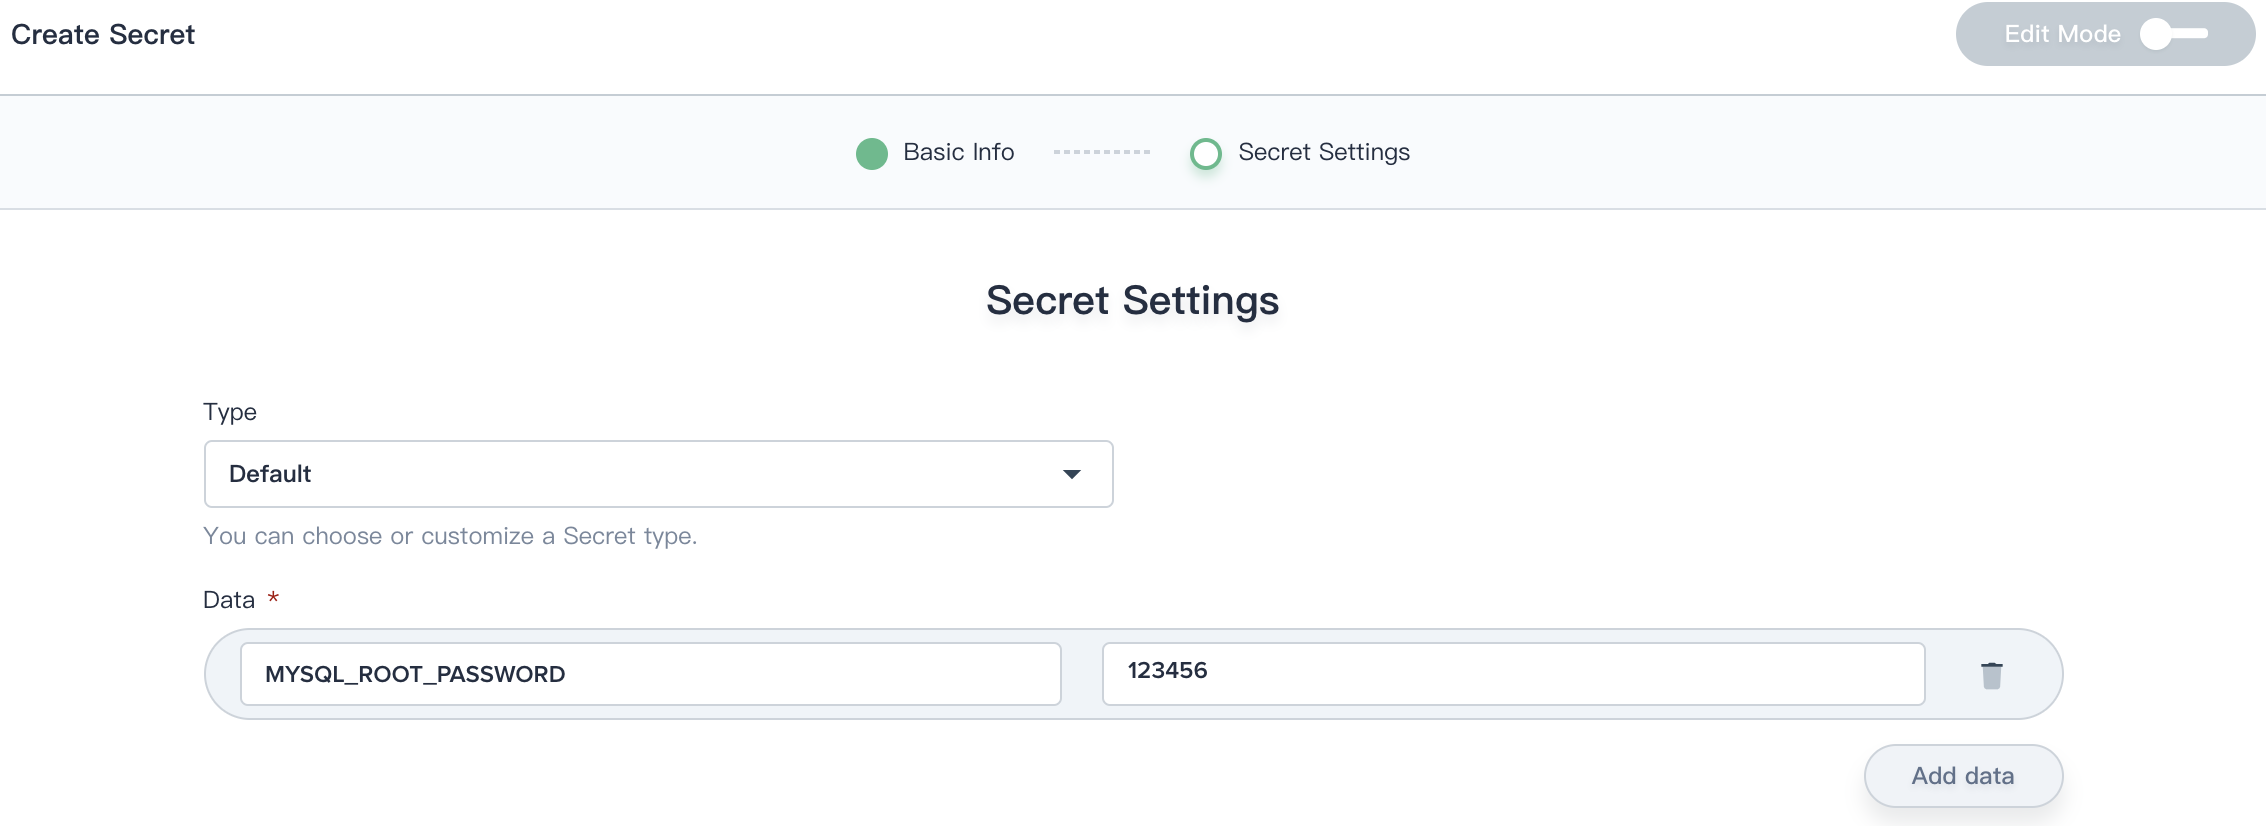 Create Secret
Edit Mode
Basic Info
Secret Settings
Secret Settings
Type
Default
You can choose or customize a Secret type.
Data *
MYSQL_ROOT_PASSWORD
123456
Add data